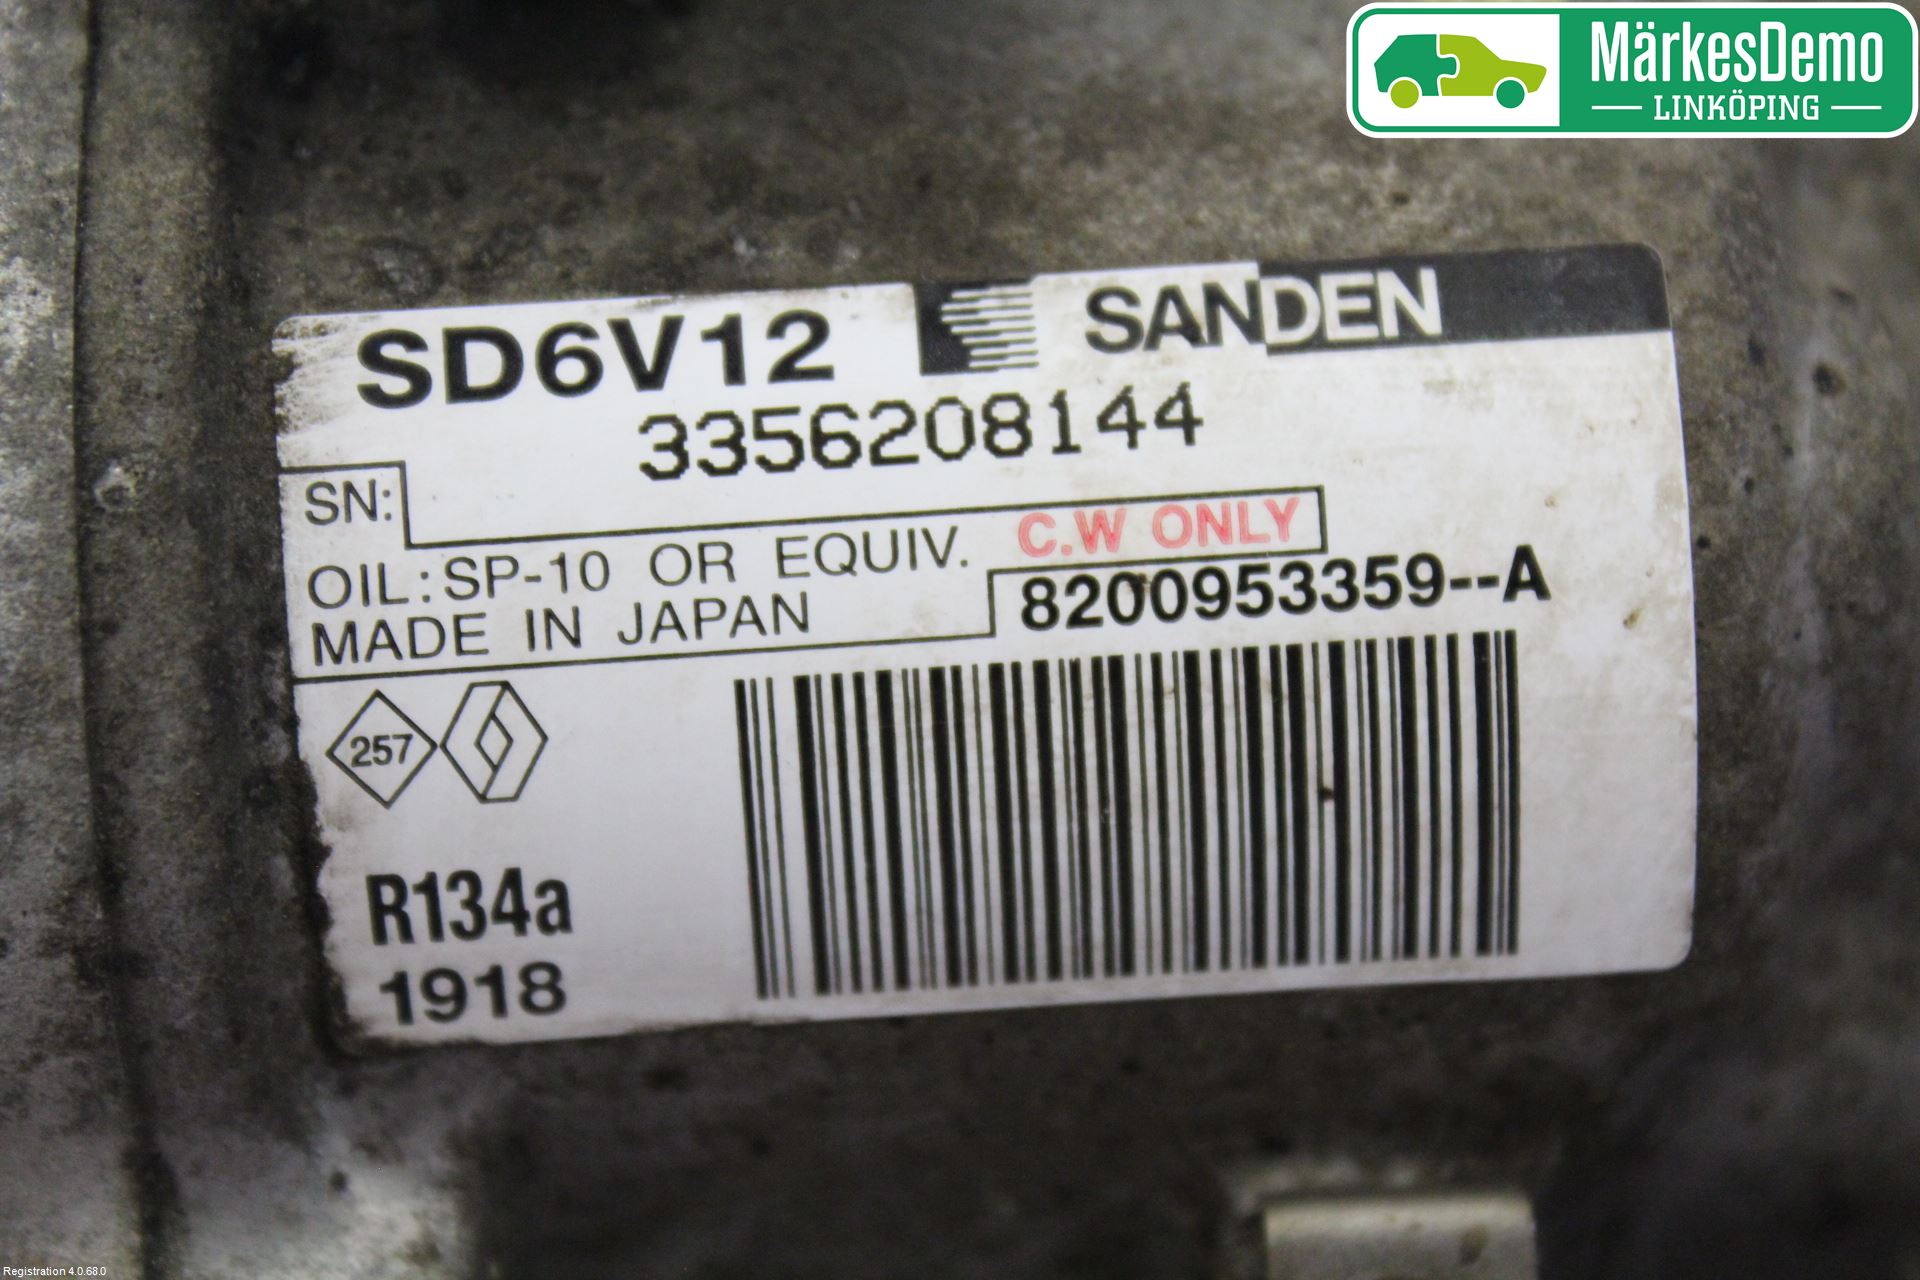 MärkesDemo
LINKÖPING
SD6V12
SANDEN
3356208144
SN:
OIL:SP-10 OR EQUIV.
C.W ONLY
MADE IN JAPAN
8200953359--A
257
R134a
1918
Registration 4.0.68.0